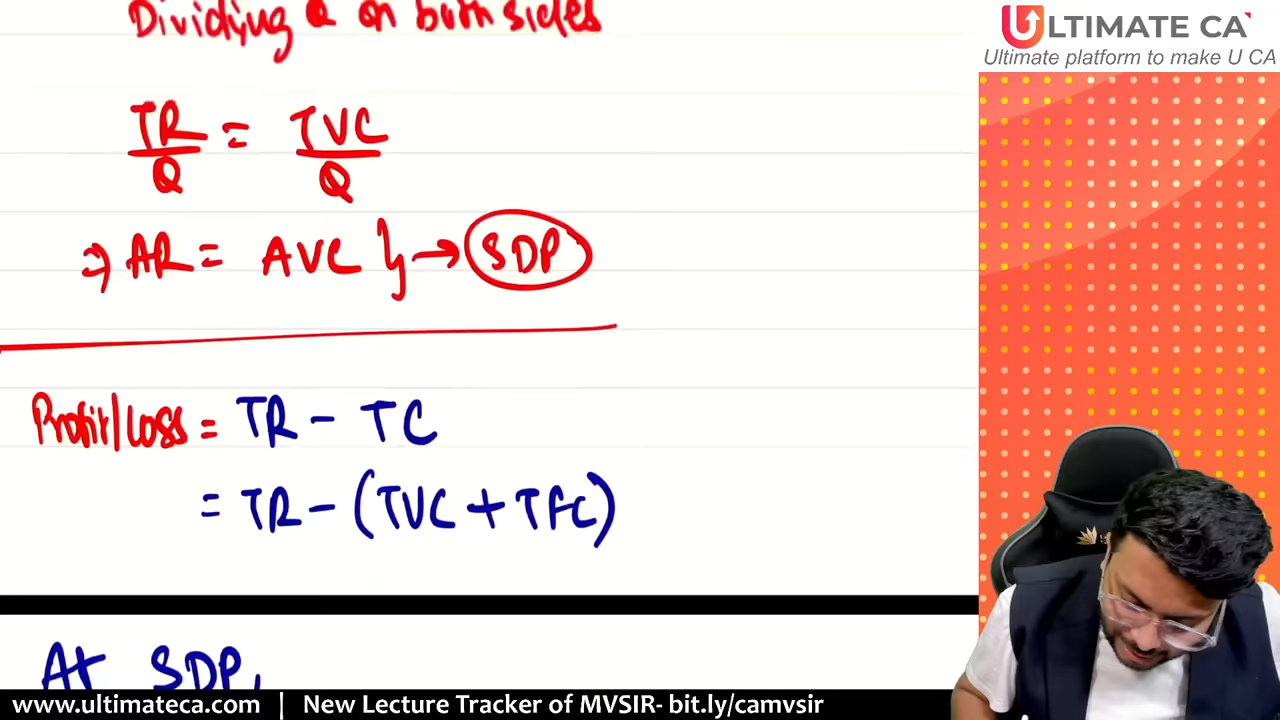 Dividing Q on both sides
TR/Q = TVC/Q
⇒ AR = AVC } → SDP
Profit/Loss = TR - TC
= TR - (TVC + TFC)
At SDP,
ULTIMATE CA
Ultimate platform to make U CA
www.ultimateca.com | New Lecture Tracker of MVSIR- bit.ly/camvsir